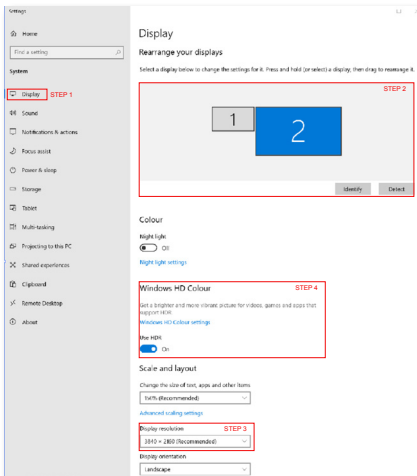 Settings
Home
Find a setting
System
Display STEP 1
Sound
Notifications & actions
Focus assist
Power & sleep
Storage
Tablet
Multi-tasking
Projecting to this PC
Shared experiences
Clipboard
Remote Desktop
About
Display
Rearrange your displays
Select a display below to change the settings for it. Press and hold (or select) a display, then drag to rearrange it.
STEP 2
1
2
Identify Detect
Colour
Night light
Off
Night light settings
Windows HD Colour STEP 4
Get a brighter and more vibrant picture for videos, games and apps that
support HDR.
Windows HD Colour settings
Use HDR
On
Scale and layout
Change the size of text, apps and other items
150% (Recommended)
Advanced scaling settings
Display resolution STEP 3
3840 × 2160 (Recommended)
Display orientation
Landscape